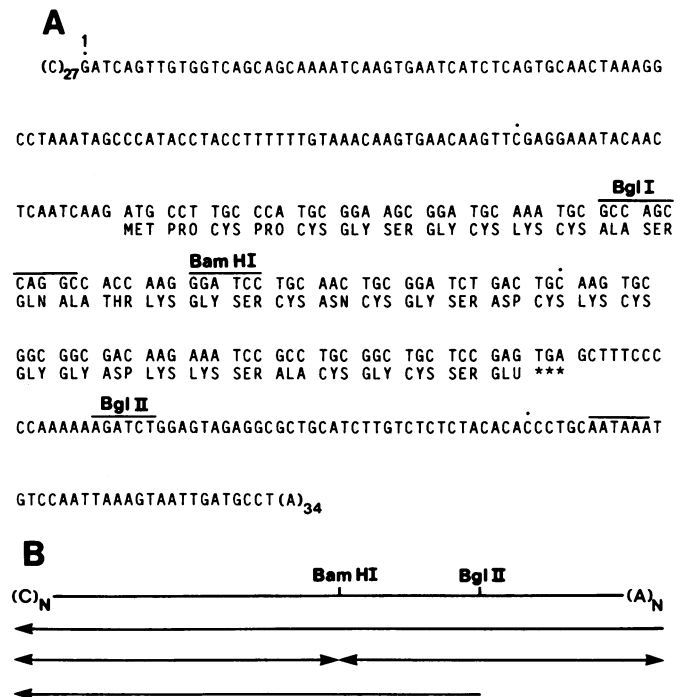 A
1
(C)27GATCAGTTGTGGTCAGCAGCAAAATCAAGTGAATCATCTCAGTGCAACTAAAGG
CCTAAATAGCCCATACCTACCTTTTTTGTAAACAAGTGAACAAGTTCGAGGAAATACAAC
Bgl I
TCAATCAAG ATG CCT TGC CCA TGC GGA AGC GGA TGC AAA TGC GCC AGC
MET PRO CYS PRO CYS GLY SER GLY CYS LYS CYS ALA SER
Bam HI
CAG GCC ACC AAG GGA TCC TGC AAC TGC GGA TCT GAC TGC AAG TGC
GLN ALA THR LYS GLY SER CYS ASN CYS GLY SER ASP CYS LYS CYS
GGC GGC GAC AAG AAA TCC GCC TGC GGC TGC TCC GAG TGA GCTTTCCC
GLY GLY ASP LYS LYS SER ALA CYS GLY CYS SER GLU ***
Bgl II
CCAAAAAAGATCTGGAGTAGAGGCGCTGCATCTTGTCTCTCTACACACCCTGCAATAAAT
GTCCAATTAAAGTAATTGATGCCT(A)34
B
Bam HI Bgl II
(C)N (A)N